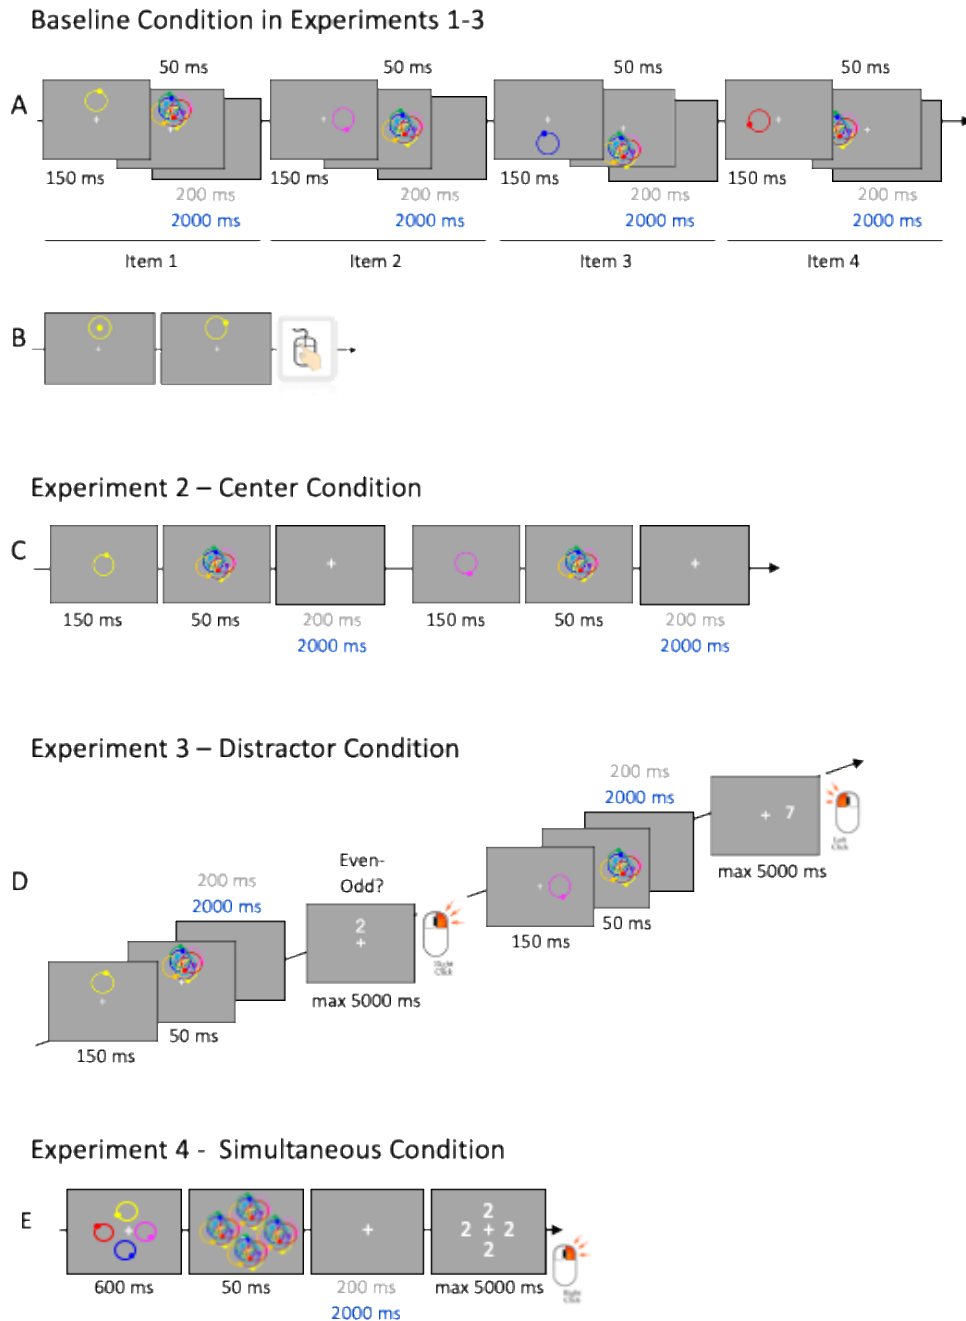 Baseline Condition in Experiments 1-3
50 ms 50 ms 50 ms 50 ms
A
150 ms 150 ms 150 ms 150 ms
200 ms 200 ms 200 ms 200 ms
2000 ms 2000 ms 2000 ms 2000 ms
Item 1 Item 2 Item 3 Item 4
B
Experiment 2 – Center Condition
C
150 ms 50 ms 200 ms 150 ms 50 ms 200 ms
2000 ms 2000 ms
Experiment 3 – Distractor Condition
200 ms
2000 ms
7
Left
Click
max 5000 ms
Even-
Odd?
D
200 ms
2000 ms
2
50 ms
150 ms
Right
Click
max 5000 ms
50 ms
150 ms
Experiment 4 - Simultaneous Condition
E
2
2 2
2
600 ms 50 ms 200 ms max 5000 ms
2000 ms
Right
Click